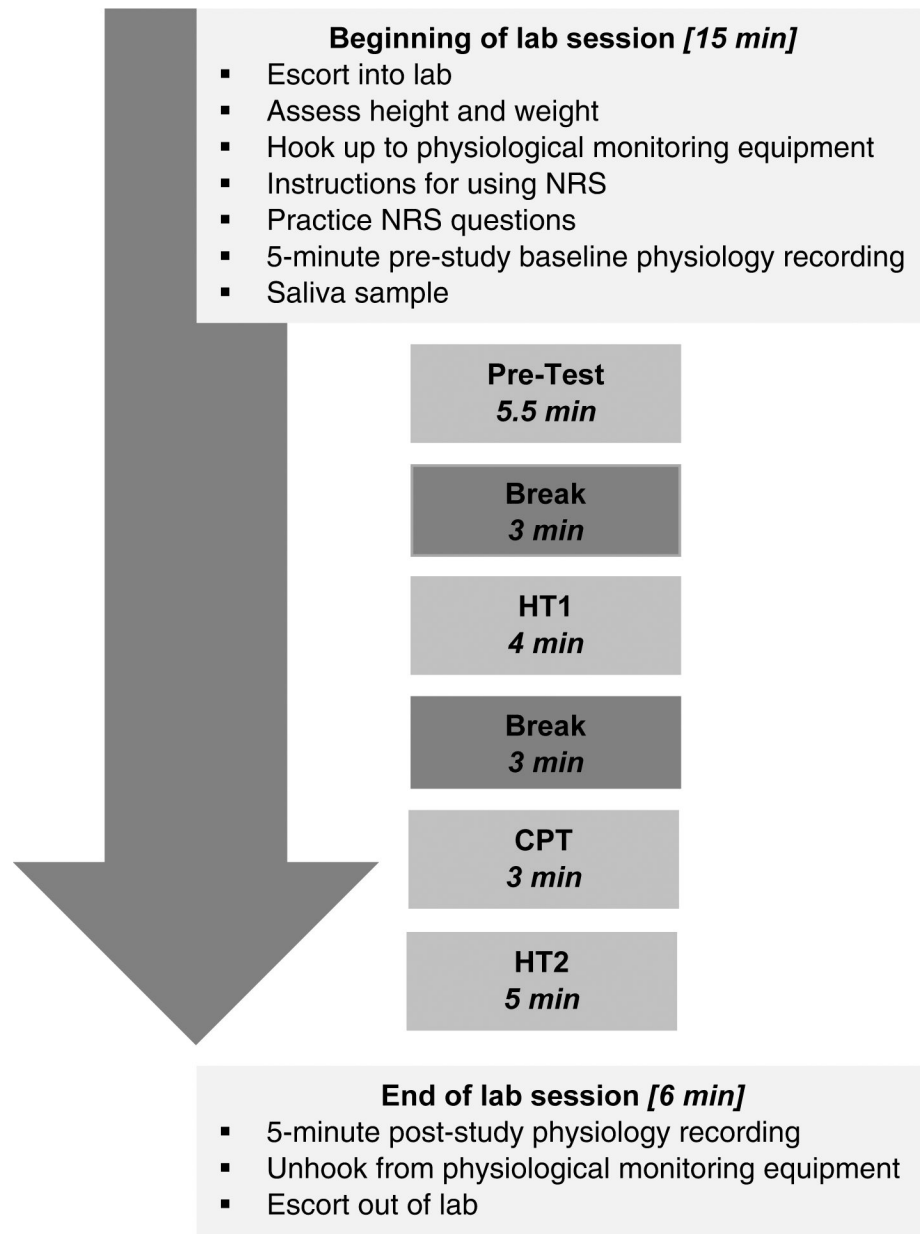 Beginning of lab session [15 min]
▪ Escort into lab
▪ Assess height and weight
▪ Hook up to physiological monitoring equipment
▪ Instructions for using NRS
▪ Practice NRS questions
▪ 5-minute pre-study baseline physiology recording
▪ Saliva sample
Pre-Test
5.5 min
Break
3 min
HT1
4 min
Break
3 min
CPT
3 min
HT2
5 min
End of lab session [6 min]
▪ 5-minute post-study physiology recording
▪ Unhook from physiological monitoring equipment
▪ Escort out of lab